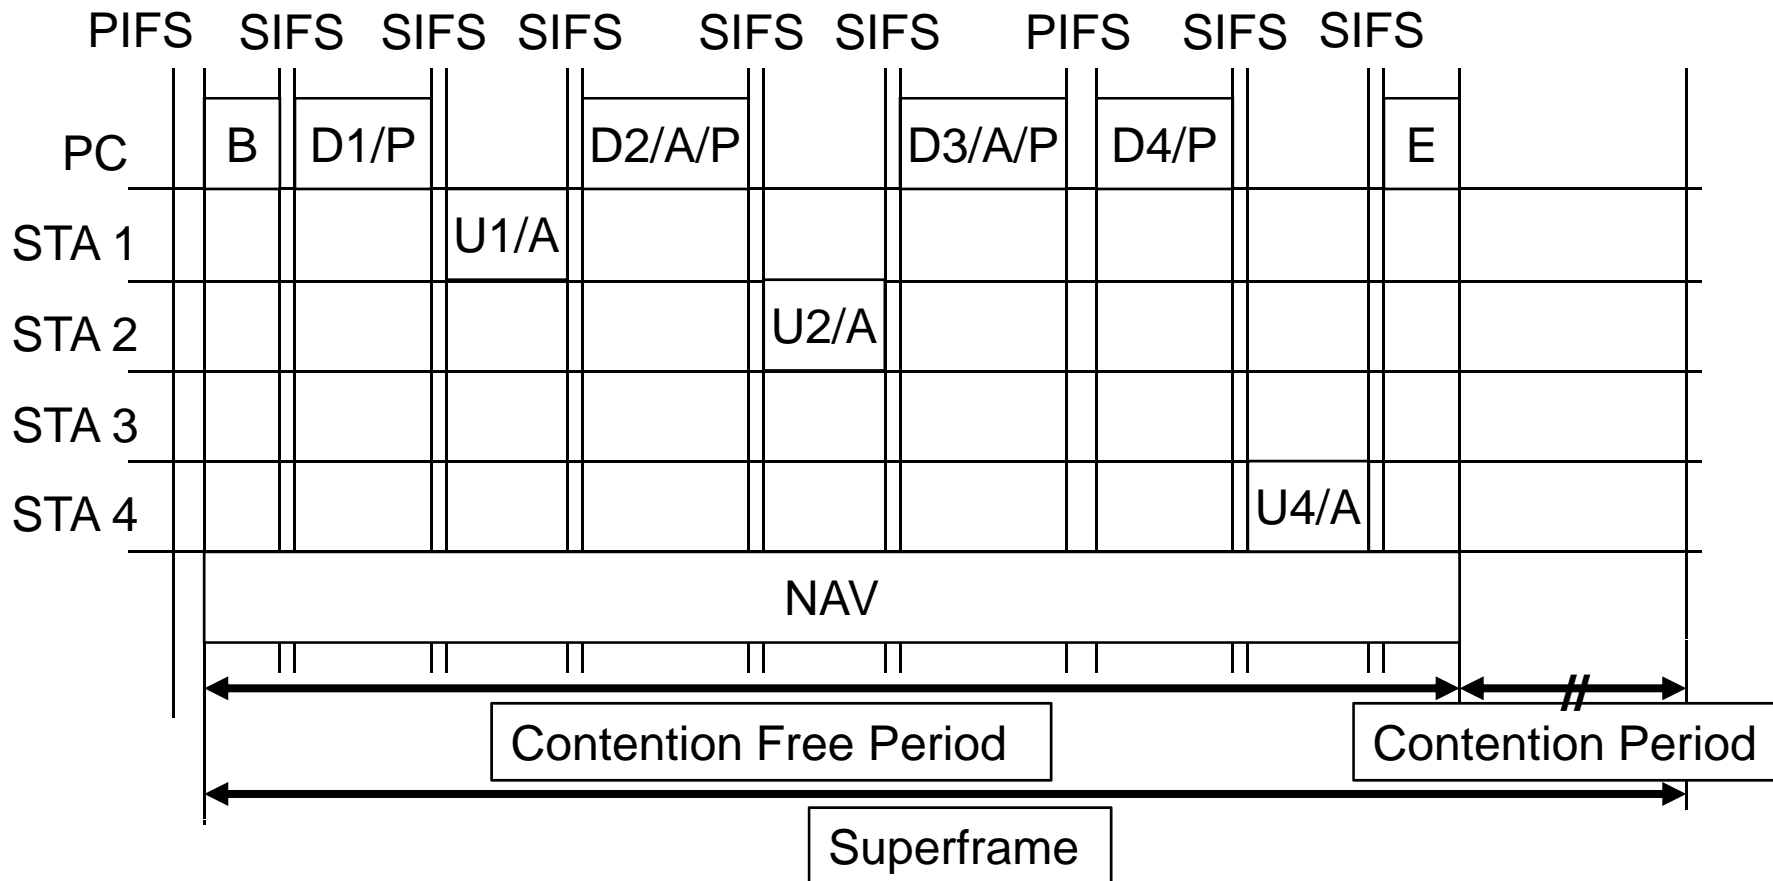 PIFS SIFS SIFS SIFS SIFS SIFS PIFS SIFS SIFS
PC B D1/P D2/A/P D3/A/P D4/P E
STA 1 U1/A
STA 2 U2/A
STA 3
STA 4 U4/A
NAV
Contention Free Period Contention Period
Superframe